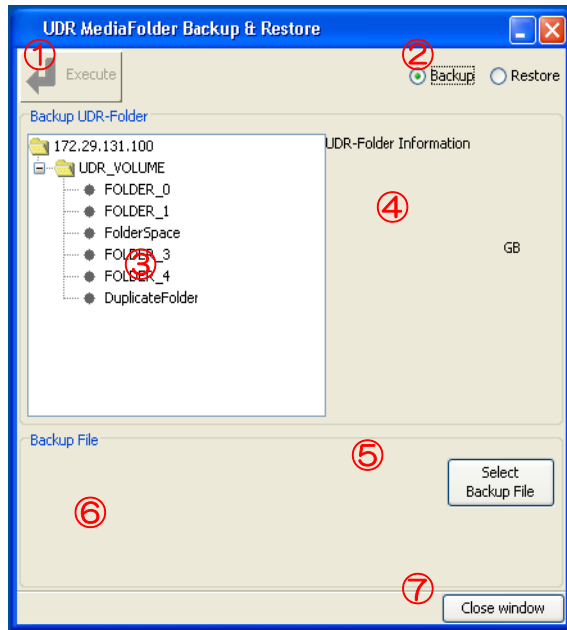 UDR MediaFolder Backup & Restore
① Execute ② Backup Restore
Backup UDR-Folder
172.29.131.100 UDR-Folder Information
UDR_VOLUME
FOLDER_0
FOLDER_1 ④
FolderSpace
FOLDER_3 GB
③
FOLDER_4
DuplicateFolder
Backup File
⑤
Select
Backup File
⑥
⑦
Close window